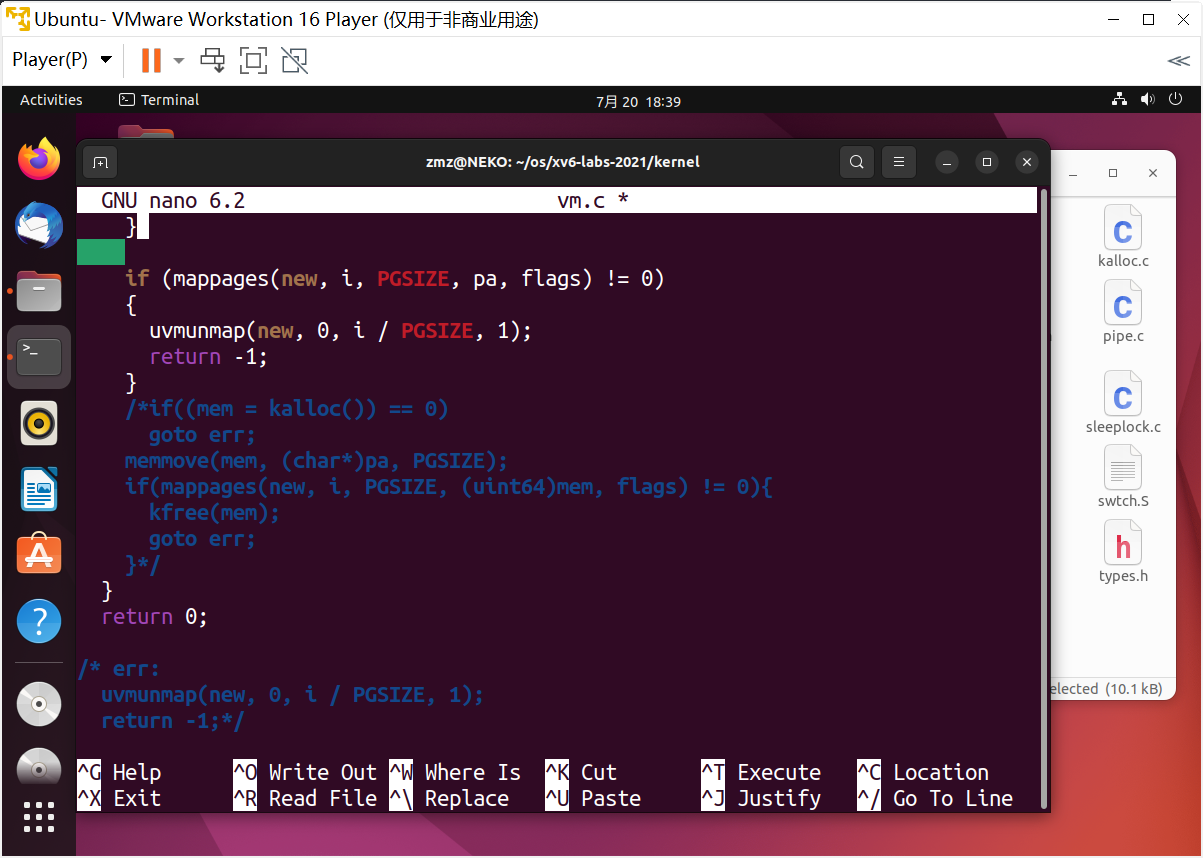 Ubuntu- VMware Workstation 16 Player (仅用于非商业用途)
Player(P)
Activities
Terminal
7月 20 18:39
zmz@NEKO: ~/os/xv6-labs-2021/kernel
GNU nano 6.2 vm.c *
}
if (mappages(new, i, PGSIZE, pa, flags) != 0)
{
uvmunmap(new, 0, i / PGSIZE, 1);
return -1;
}
/*if((mem = kalloc()) == 0)
goto err;
memmove(mem, (char*)pa, PGSIZE);
if(mappages(new, i, PGSIZE, (uint64)mem, flags) != 0){
kfree(mem);
goto err;
}*/
}
return 0;
/* err:
uvmunmap(new, 0, i / PGSIZE, 1);
return -1;*/
^G Help ^O Write Out ^W Where Is ^K Cut ^T Execute ^C Location
^X Exit ^R Read File ^\ Replace ^U Paste ^J Justify ^/ Go To Line
C
kalloc.c
C
pipe.c
C
sleeplock.c
swtch.S
h
types.h
(10.1 kB)